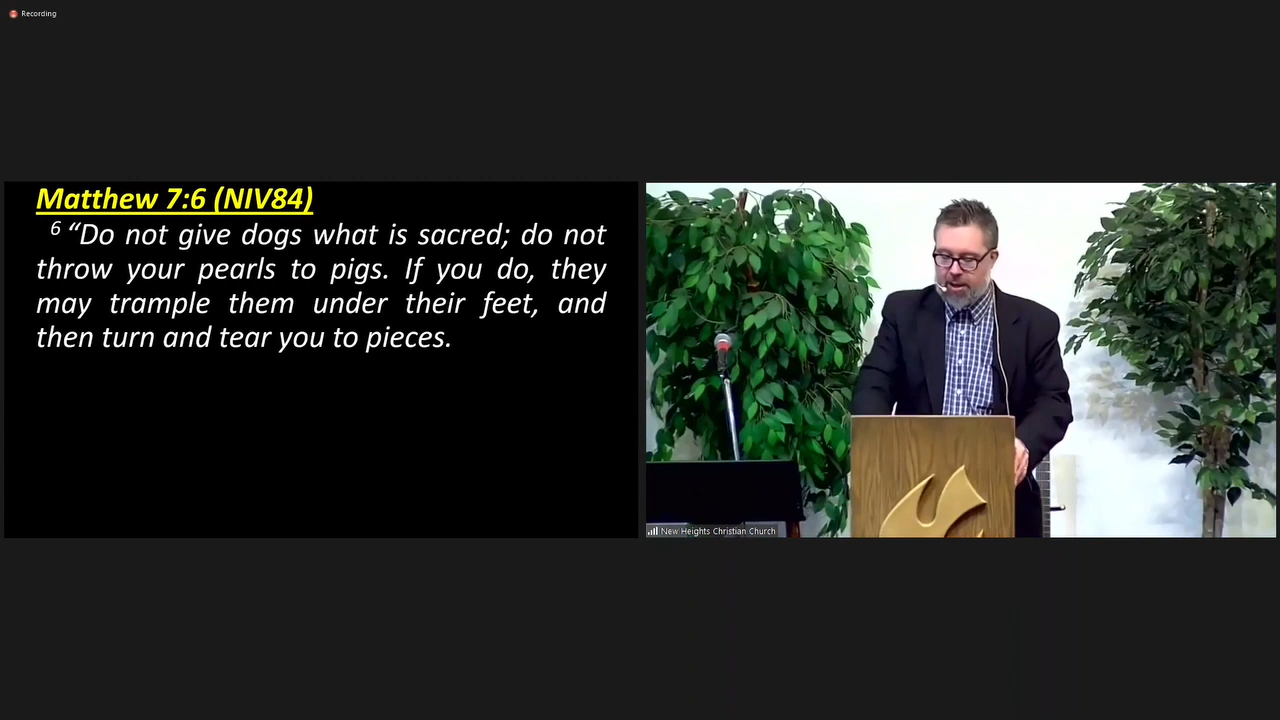 Recording
Matthew 7:6 (NIV84)
6 “Do not give dogs what is sacred; do not
throw your pearls to pigs. If you do, they
may trample them under their feet, and
then turn and tear you to pieces.
New Heights Christian Church